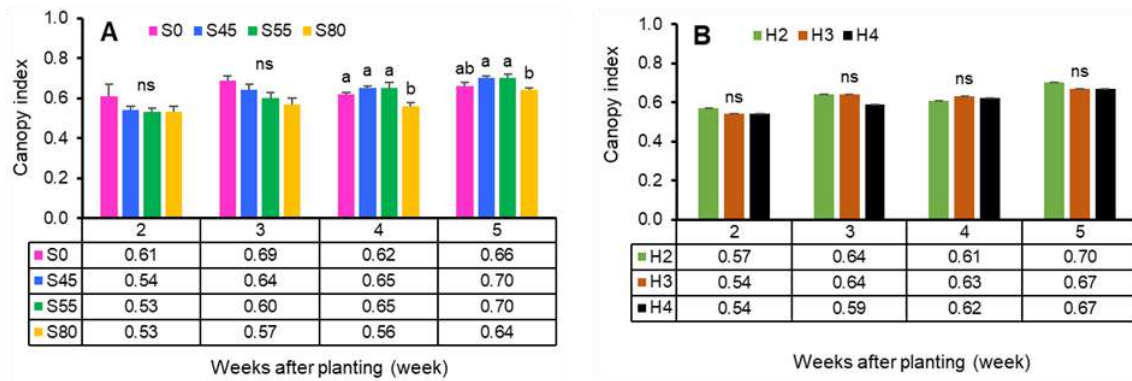 A
S0 S45 S55 S80
Canopy index
1.0
0.8
0.6
0.4
0.2
0.0
ns
ns
a a a b
ab a a b
2 3 4 5
S0 0.61 0.69 0.62 0.66
S45 0.54 0.64 0.65 0.70
S55 0.53 0.60 0.65 0.70
S80 0.53 0.57 0.56 0.64
Weeks after planting (week)
B
H2 H3 H4
Canopy index
1.0
0.8
0.6
0.4
0.2
0.0
ns
ns
ns
ns
2 3 4 5
H2 0.57 0.64 0.61 0.70
H3 0.54 0.64 0.63 0.67
H4 0.54 0.59 0.62 0.67
Weeks after planting (week)